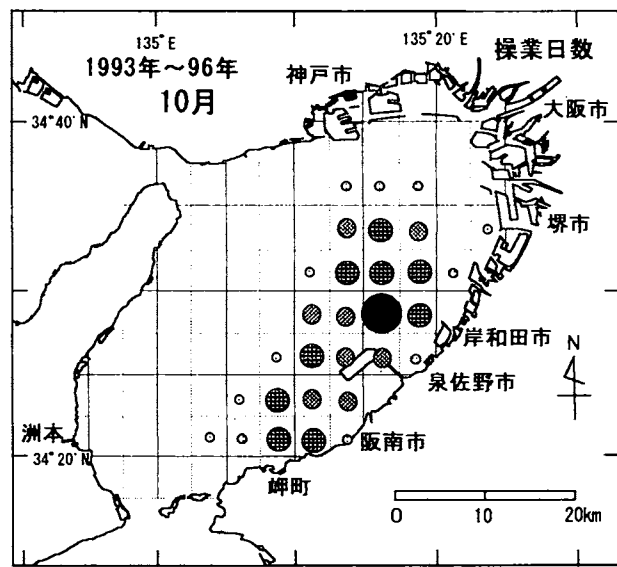 135° E
135° 20' E
1993年～96年
10月
操業日数
神戸市
大阪市
34° 40' N
堺市
岸和田市
N
泉佐野市
洲本
阪南市
34° 20' N
岬町
0 10 20km